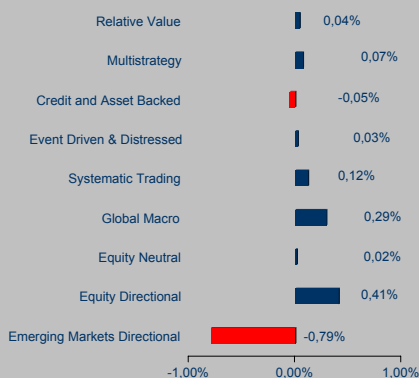 Relative Value 0,04%
Multistrategy 0,07%
Credit and Asset Backed -0,05%
Event Driven & Distressed 0,03%
Systematic Trading 0,12%
Global Macro 0,29%
Equity Neutral 0,02%
Equity Directional 0,41%
Emerging Markets Directional -0,79%
-1,00% 0,00% 1,00%